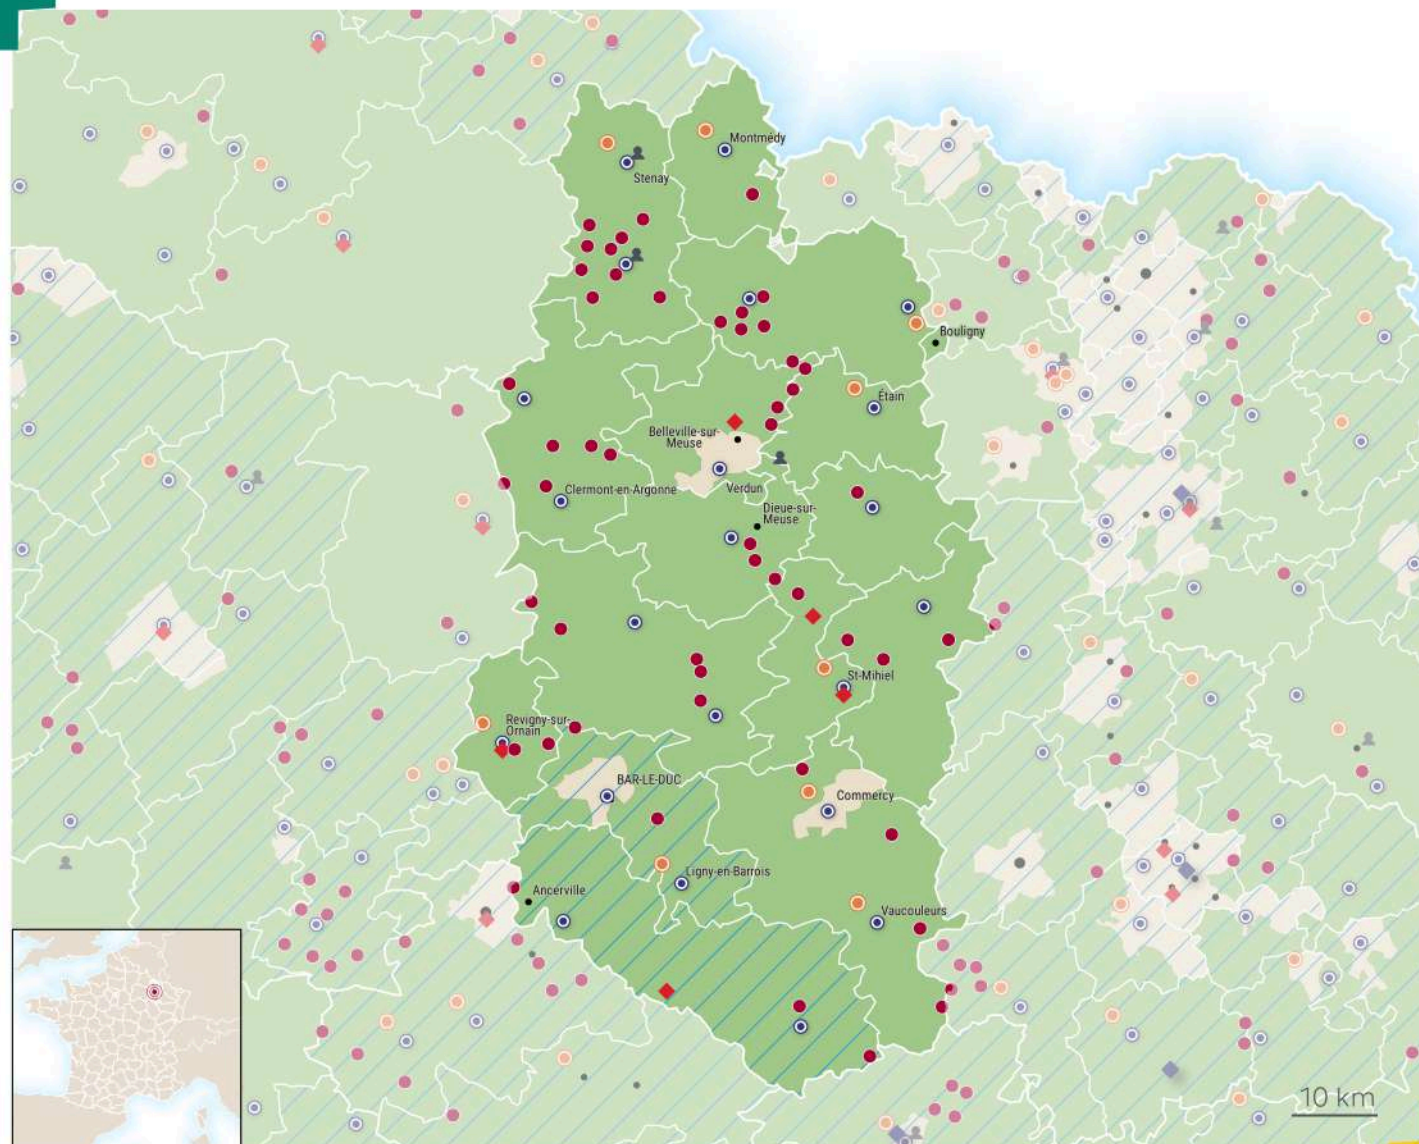 Montmédy
Stenay
Bouligny
Étain
Belleville-sur-
Meuse
Clermont-en-Argonne
Verdun
Dieue-sur-
Meuse
St-Mihiel
Revigny-sur-
Ornain
BAR-LE-DUC
Commercy
Ligny-en-Barrois
Ancerville
Vaucouleurs
10 km